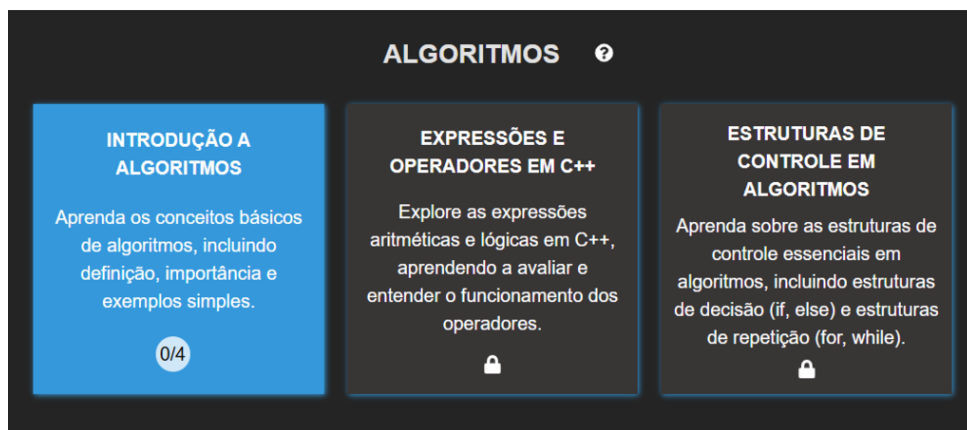 ALGORITMOS ?
INTRODUÇÃO A
ALGORITMOS
Aprenda os conceitos básicos
de algoritmos, incluindo
definição, importância e
exemplos simples.
0/4
EXPRESSÕES E
OPERADORES EM C++
Explore as expressões
aritméticas e lógicas em C++,
aprendendo a avaliar e
entender o funcionamento dos
operadores.
ESTRUTURAS DE
CONTROLE EM
ALGORITMOS
Aprenda sobre as estruturas de
controle essenciais em
algoritmos, incluindo estruturas
de decisão (if, else) e estruturas
de repetição (for, while).